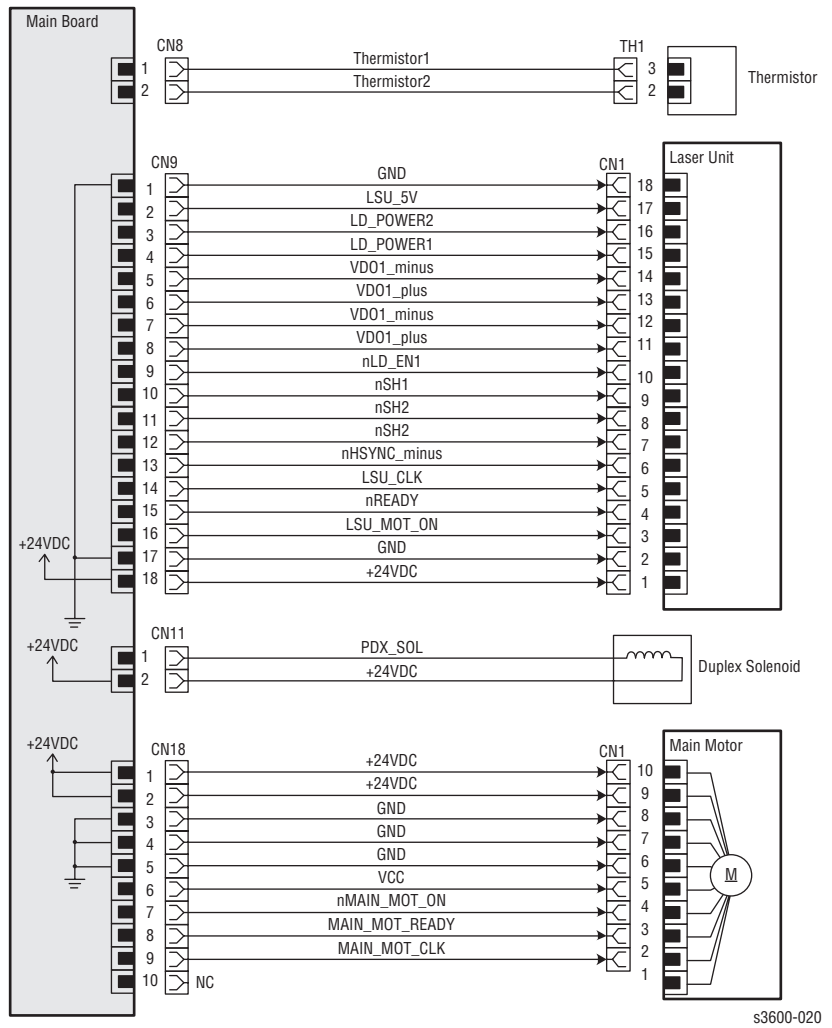 Main Board
CN8 TH1
1 Thermistor1 3
2 Thermistor2 2
Thermistor
CN9 CN1 Laser Unit
1 GND 18
2 LSU_5V 17
3 LD_POWER2 16
4 LD_POWER1 15
5 VDO1_minus 14
6 VDO1_plus 13
7 VDO1_minus 12
8 VDO1_plus 11
9 nLD_EN1 10
10 nSH1 9
11 nSH2 8
12 nSH2 7
13 nHSYNC_minus 6
14 LSU_CLK 5
15 nREADY 4
16 LSU_MOT_ON 3
+24VDC
17 GND 2
18 +24VDC 1
CN11
+24VDC
1 PDX_SOL
2 +24VDC
Duplex Solenoid
+24VDC
CN18 CN1 Main Motor
1 +24VDC 10
2 +24VDC 9
3 GND 8
4 GND 7
5 GND 6
6 VCC 5
7 nMAIN_MOT_ON 4
8 MAIN_MOT_READY 3
9 MAIN_MOT_CLK 2
10 NC 1
M
s3600-020